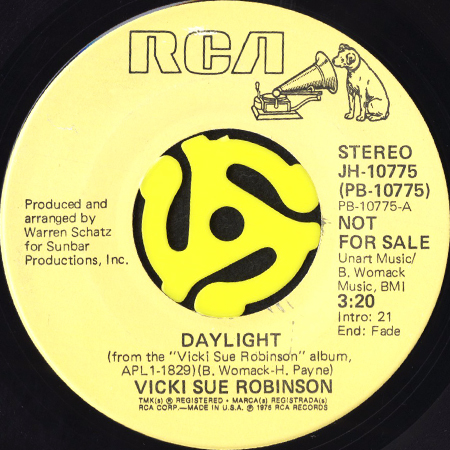 RCA
STEREO
JH-10775
(PB-10775)
PB-10775-A
NOT
FOR SALE
Unart Music/
B. Womack
Music, BMI
3:20
Intro: 21
End: Fade
Produced and
arranged by
Warren Schatz
for Sunbar
Productions, Inc.
DAYLIGHT
(from the "Vicki Sue Robinson" album,
APL1-1829)(B. Womack-H. Payne)
VICKI SUE ROBINSON
TMK(s) ® REGISTERED • MARCA(s) REGISTRADA(s)
RCA CORP.—MADE IN U.S.A. ℗ 1976 RCA RECORDS